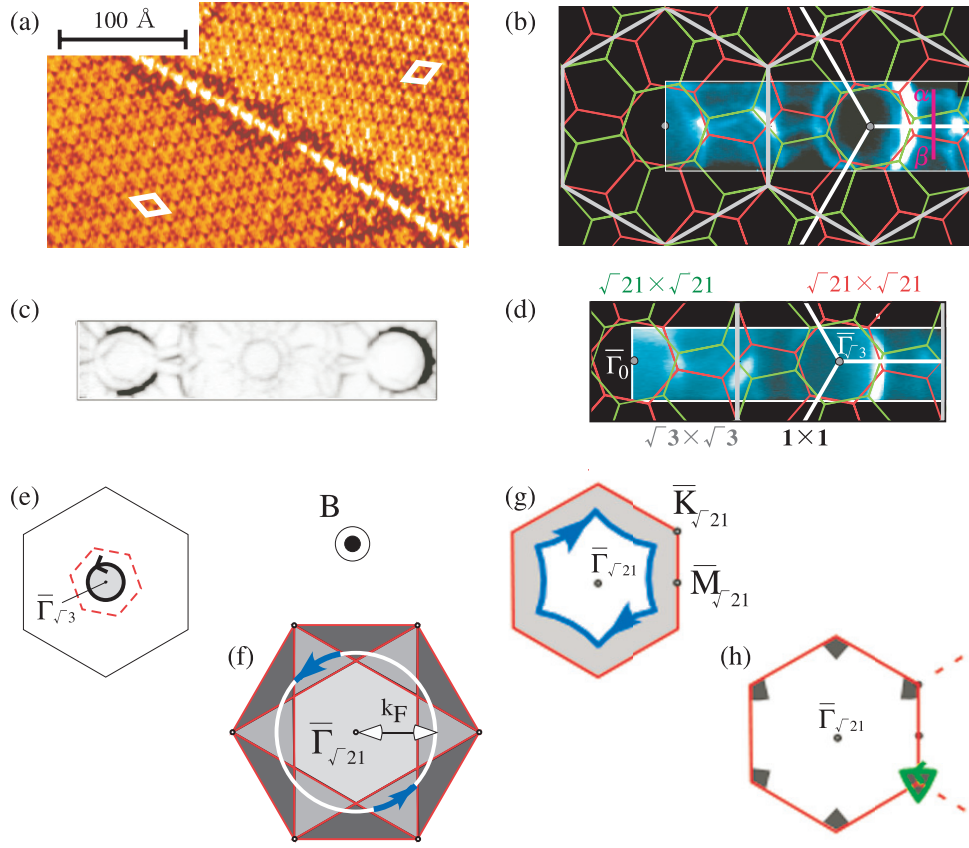 (a)
100 Å
(b)
α
β
(c)
√21×√21
√21×√21
(d)
Γ̅0
Γ̅√3
√3×√3
1×1
(e)
Γ̅√3
B
(f)
Γ̅√21
kF
(g)
K̅√21
Γ̅√21
M̅√21
(h)
Γ̅√21